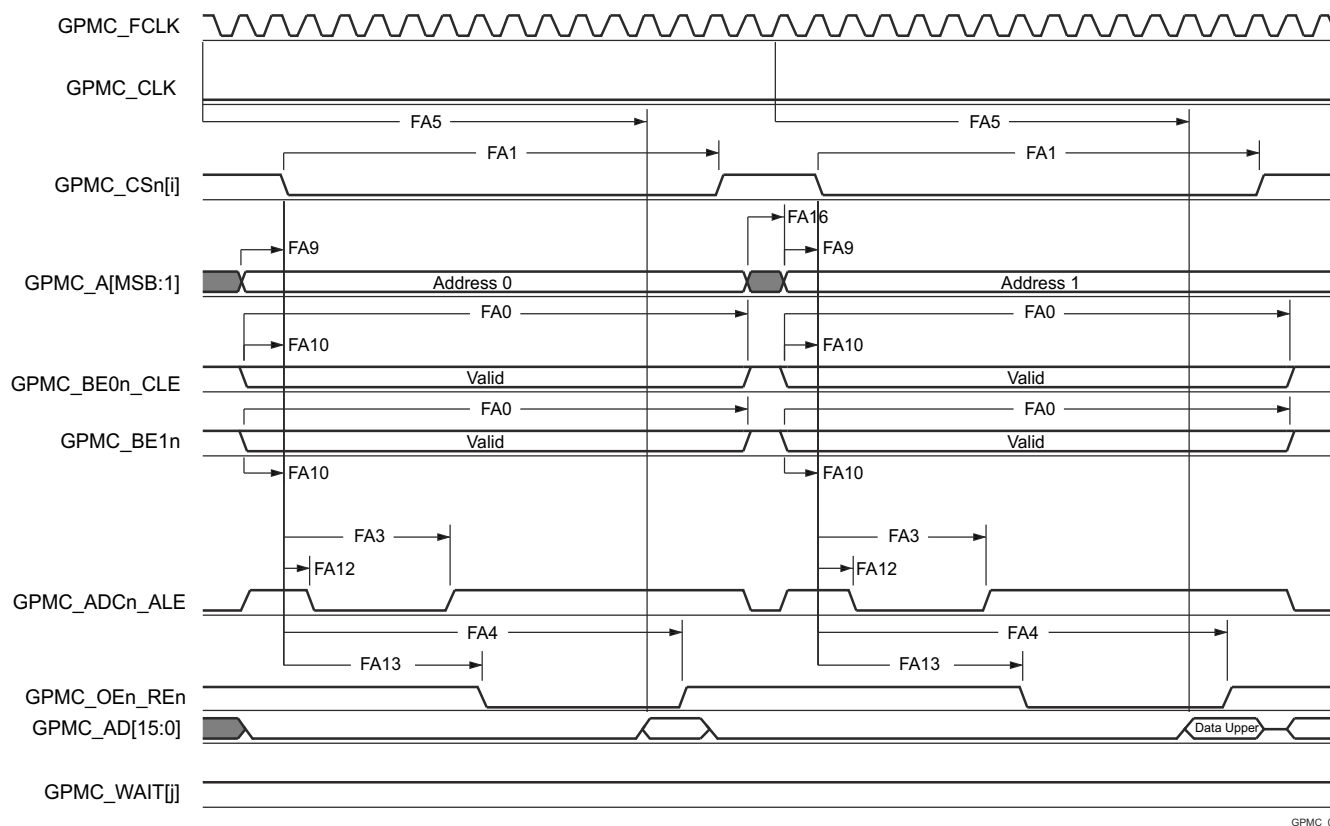 GPMC_FCLK
GPMC_CLK
FA5 FA5
FA1 FA1
GPMC_CSn[i]
FA16
FA9 FA9
GPMC_A[MSB:1] Address 0 Address 1
FA0 FA0
FA10 FA10
GPMC_BE0n_CLE Valid Valid
FA0 FA0
GPMC_BE1n Valid Valid
FA10 FA10
FA3 FA3
FA12 FA12
GPMC_ADCn_ALE
FA4 FA4
FA13 FA13
GPMC_OEn_REn
GPMC_AD[15:0] Data Upper
GPMC_WAIT[j]